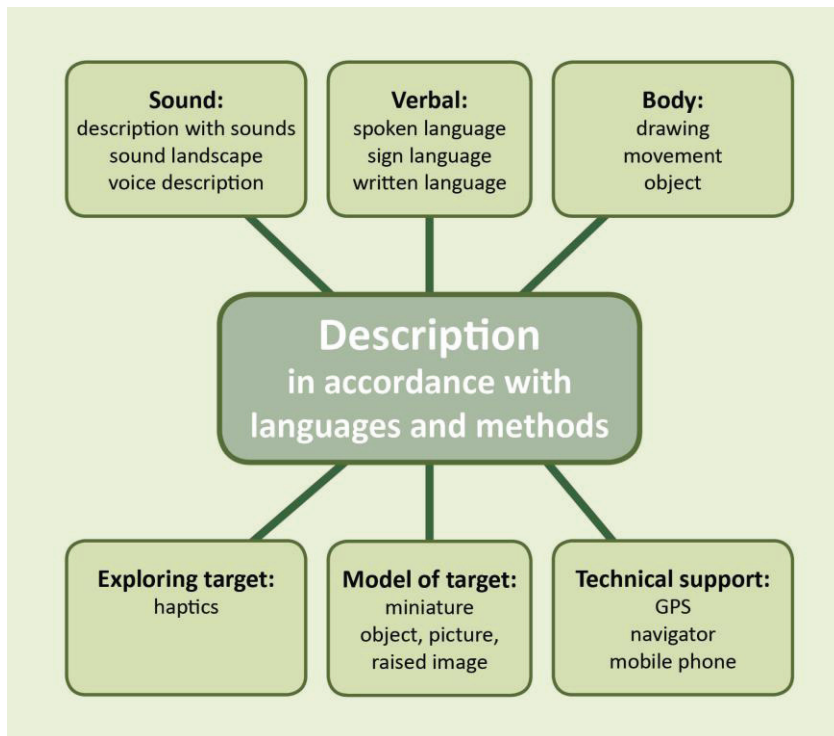 Sound:
description with sounds
sound landscape
voice description
Verbal:
spoken language
sign language
written language
Body:
drawing
movement
object
Description
in accordance with
languages and methods
Exploring target:
haptics
Model of target:
miniature
object, picture,
raised image
Technical support:
GPS
navigator
mobile phone